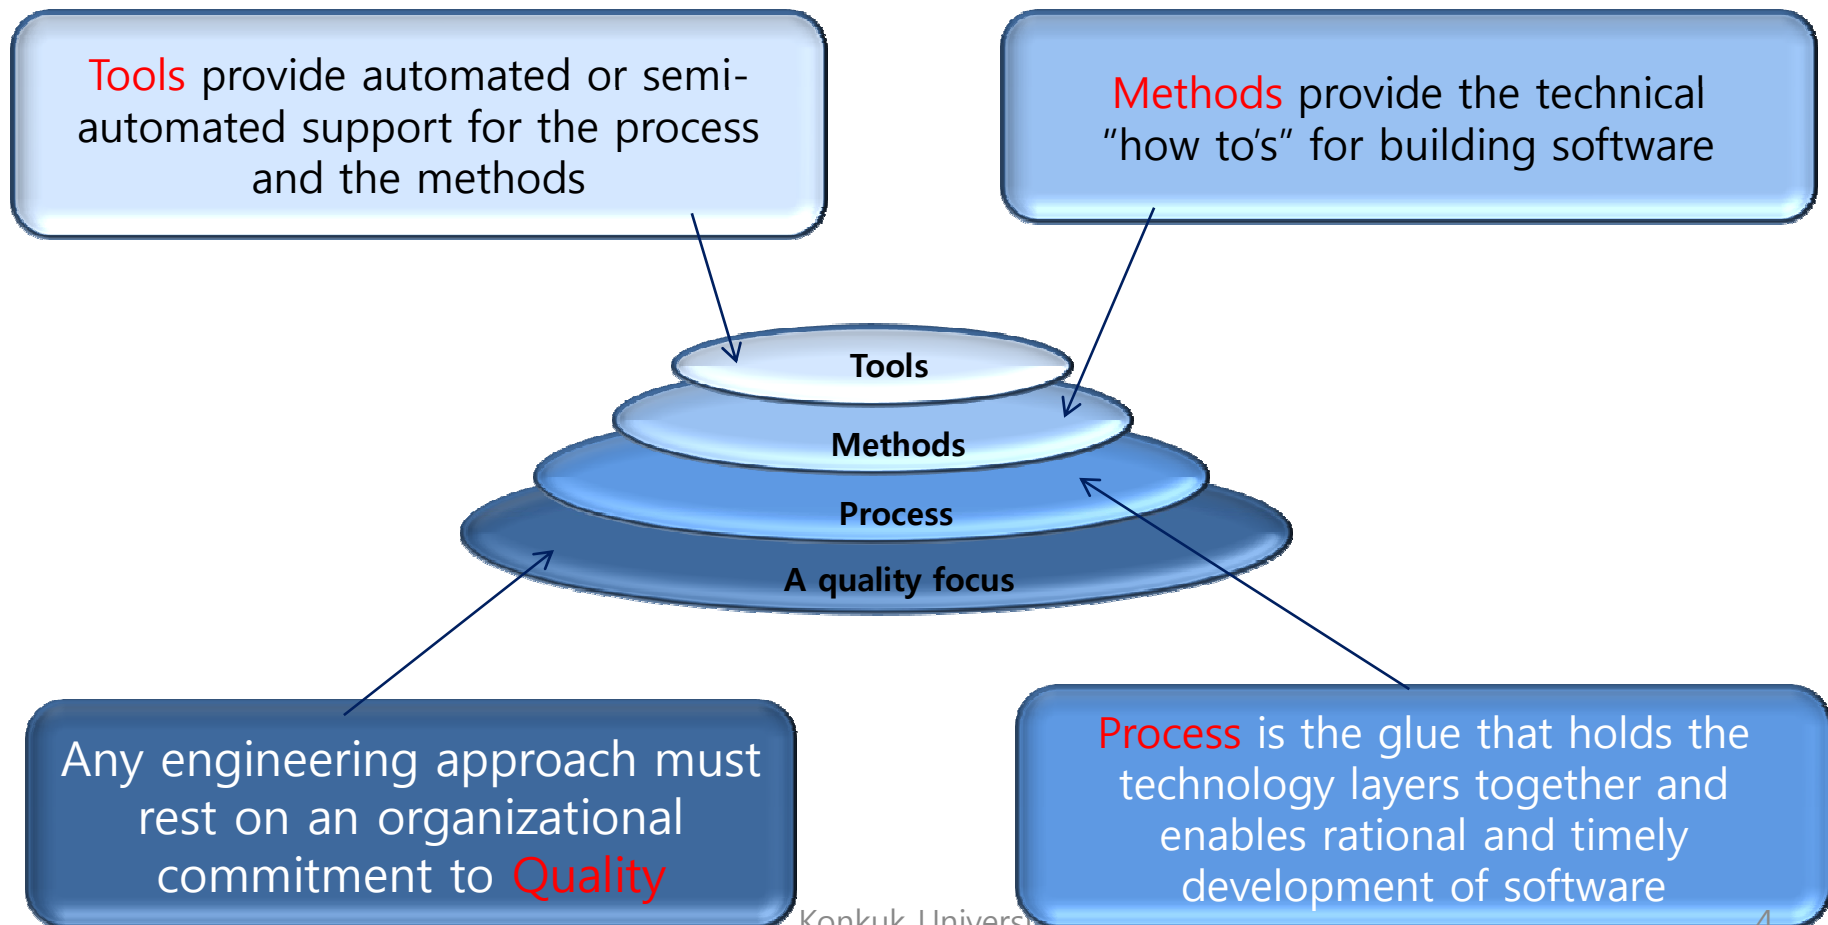 Tools provide automated or semi-
automated support for the process
and the methods
Methods provide the technical
“how to’s” for building software
Tools
Methods
Process
A quality focus
Any engineering approach must
rest on an organizational
commitment to Quality
Process is the glue that holds the
technology layers together and
enables rational and timely
development of software
Konkuk
4